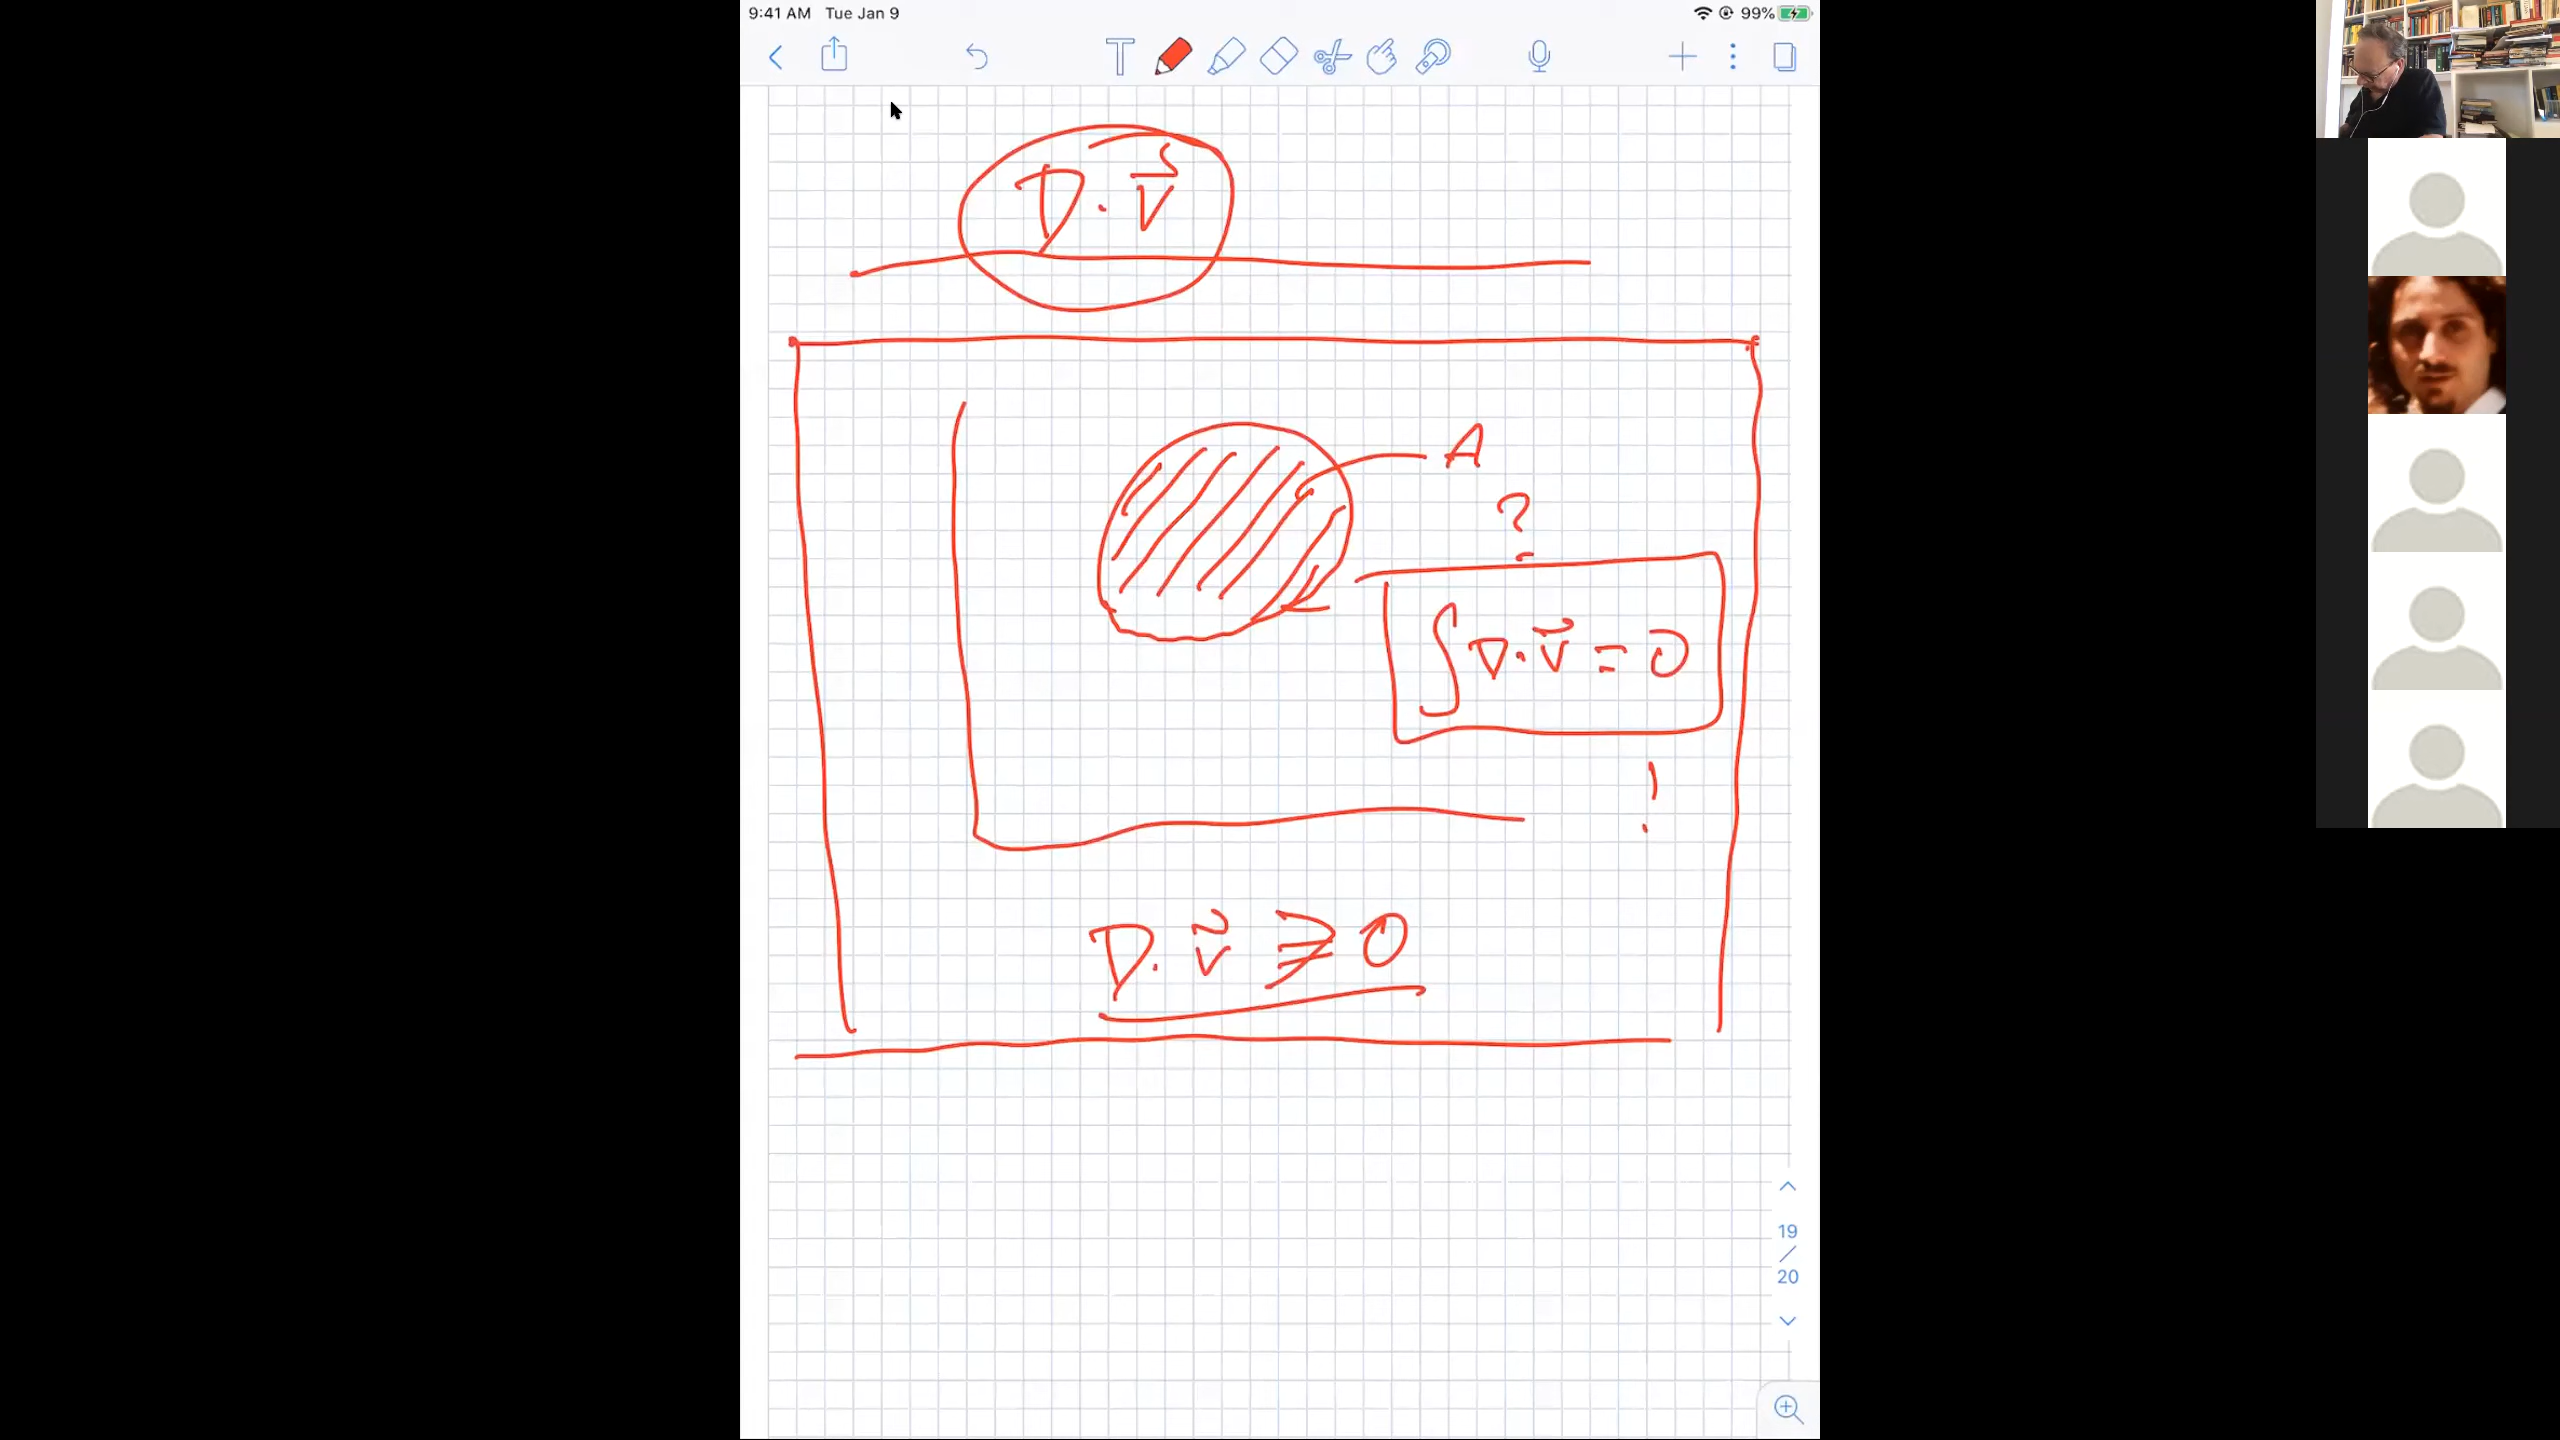 9:41 AM Tue Jan 9 99%
∇ · v⃗
A
?
∫ ∇ · v⃗ = 0
!
∇ · v⃗ ≥ 0
19
/
20